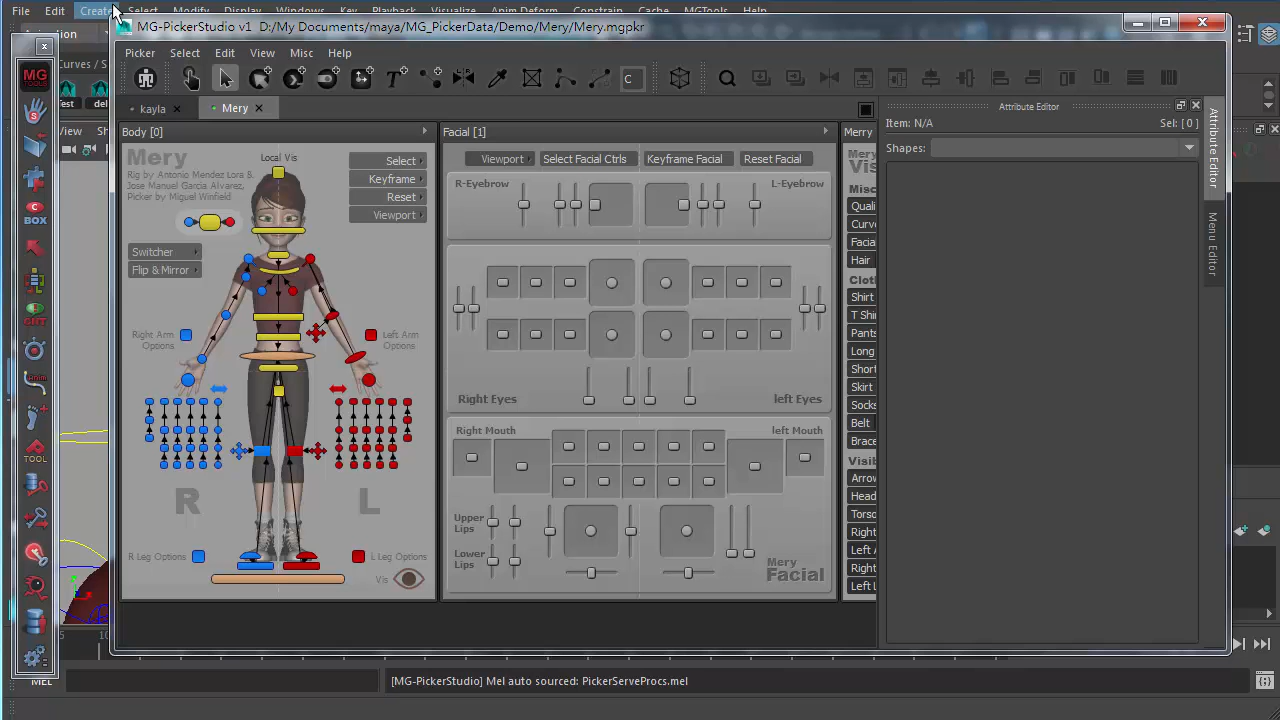 File Edit Create Select Modify Display Windows Key Playback Visualize Anim Deform Constrain Cache MGTools Help
MG-PickerStudio v1 D:/My Documents/maya/MG_PickerData/Demo/Mery/Mery.mgpkr
Picker Select Edit View Misc Help
C
kayla Mery
Attribute Editor
Item: N/A Sel: [ 0 ]
Shapes:
Attribute Editor
Menu Editor
Body [0]
Mery
Rig by Antonio Mendez Lora &
Jose Manuel Garcia Alvarez,
Picker by Miguel Winfield
Local Vis
Select
Keyframe
Reset
Viewport
Switcher
Flip & Mirror
Right Arm
Options
Left Arm
Options
R
L
R Leg Options
L Leg Options
Vis
Facial [1]
Viewport Select Facial Ctrls Keyframe Facial Reset Facial
R-Eyebrow L-Eyebrow
Right Eyes left Eyes
Right Mouth left Mouth
Upper
Lips
Lower
Lips
Mery
Facial
Merry
Mery
Vis
Misc
Quali
Curve
Facia
Hair
Cloth
Shirt
T Shir
Pants
Long
Short
Skirt
Socks
Belt
Brace
Visib
Arrow
Head
Torso
Right
Left A
Right
Left L
MG
TOOLS
BOX
Anim
TOOL
MEL
[MG-PickerStudio] Mel auto sourced: PickerServeProcs.mel